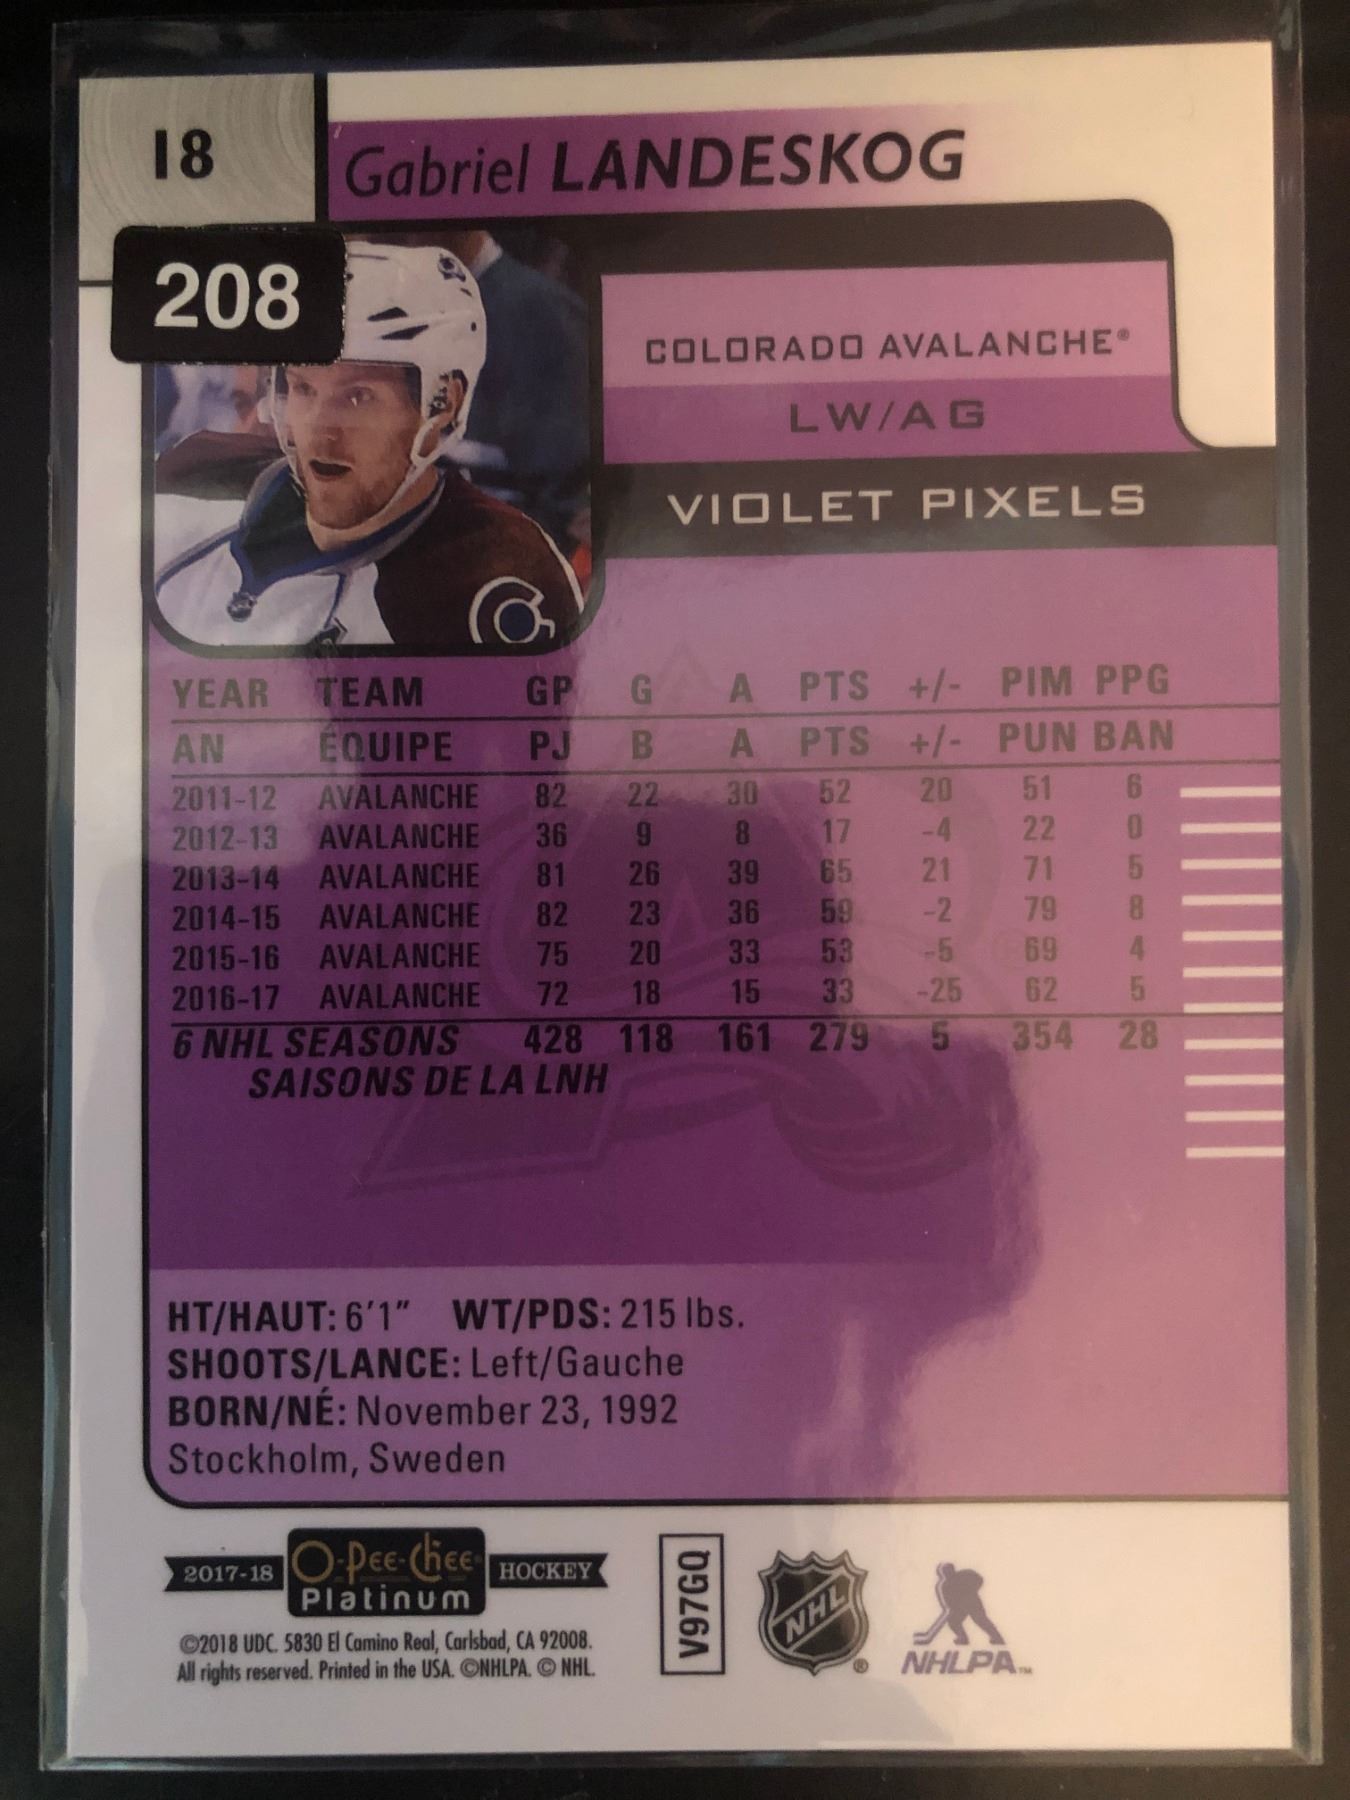 18
Gabriel LANDESKOG
208
COLORADO AVALANCHE®
LW/AG
VIOLET PIXELS
YEAR TEAM GP G A PTS +/- PIM PPG
AN ÉQUIPE PJ B A PTS +/- PUN BAN
2011-12 AVALANCHE 82 22 30 52 20 51 6
2012-13 AVALANCHE 36 9 8 17 -4 22 0
2013-14 AVALANCHE 81 26 39 65 21 71 5
2014-15 AVALANCHE 82 23 36 59 -2 79 8
2015-16 AVALANCHE 75 20 33 53 -5 69 4
2016-17 AVALANCHE 72 18 15 33 -25 62 5
6 NHL SEASONS 428 118 161 279 5 354 28
SAISONS DE LA LNH
HT/HAUT: 6'1" WT/PDS: 215 lbs.
SHOOTS/LANCE: Left/Gauche
BORN/NÉ: November 23, 1992
Stockholm, Sweden
2017-18 O-Pee-Chee Platinum HOCKEY
©2018 UDC. 5830 El Camino Real, Carlsbad, CA 92008.
All rights reserved. Printed in the USA. ©NHLPA. © NHL.
V97GQ
NHL®
NHLPA™